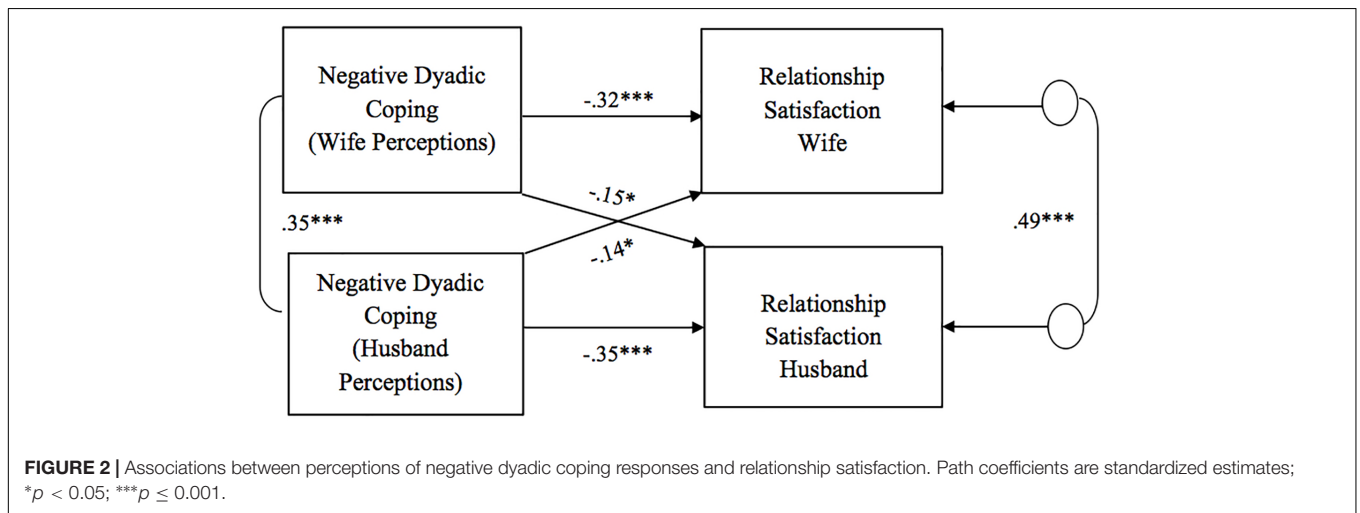 Negative Dyadic
Coping
(Wife Perceptions)
-.32***
Relationship
Satisfaction
Wife
.35***
-.15*
-.14*
.49***
Negative Dyadic
Coping
(Husband
Perceptions)
-.35***
Relationship
Satisfaction
Husband
FIGURE 2 | Associations between perceptions of negative dyadic coping responses and relationship satisfaction. Path coefficients are standardized estimates;
*p < 0.05; ***p ≤ 0.001.